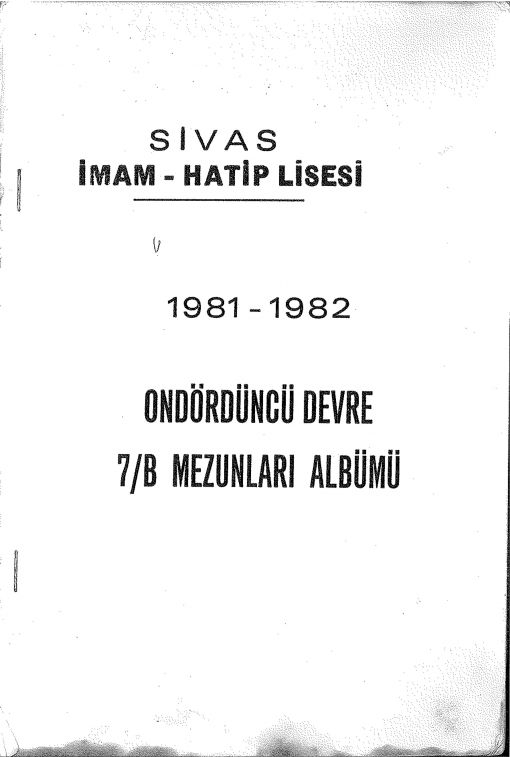 SİVAS
İMAM - HATİP LİSESİ
1981 - 1982
ONDÖRDÜNCÜ DEVRE
7/B MEZUNLARI ALBÜMÜ